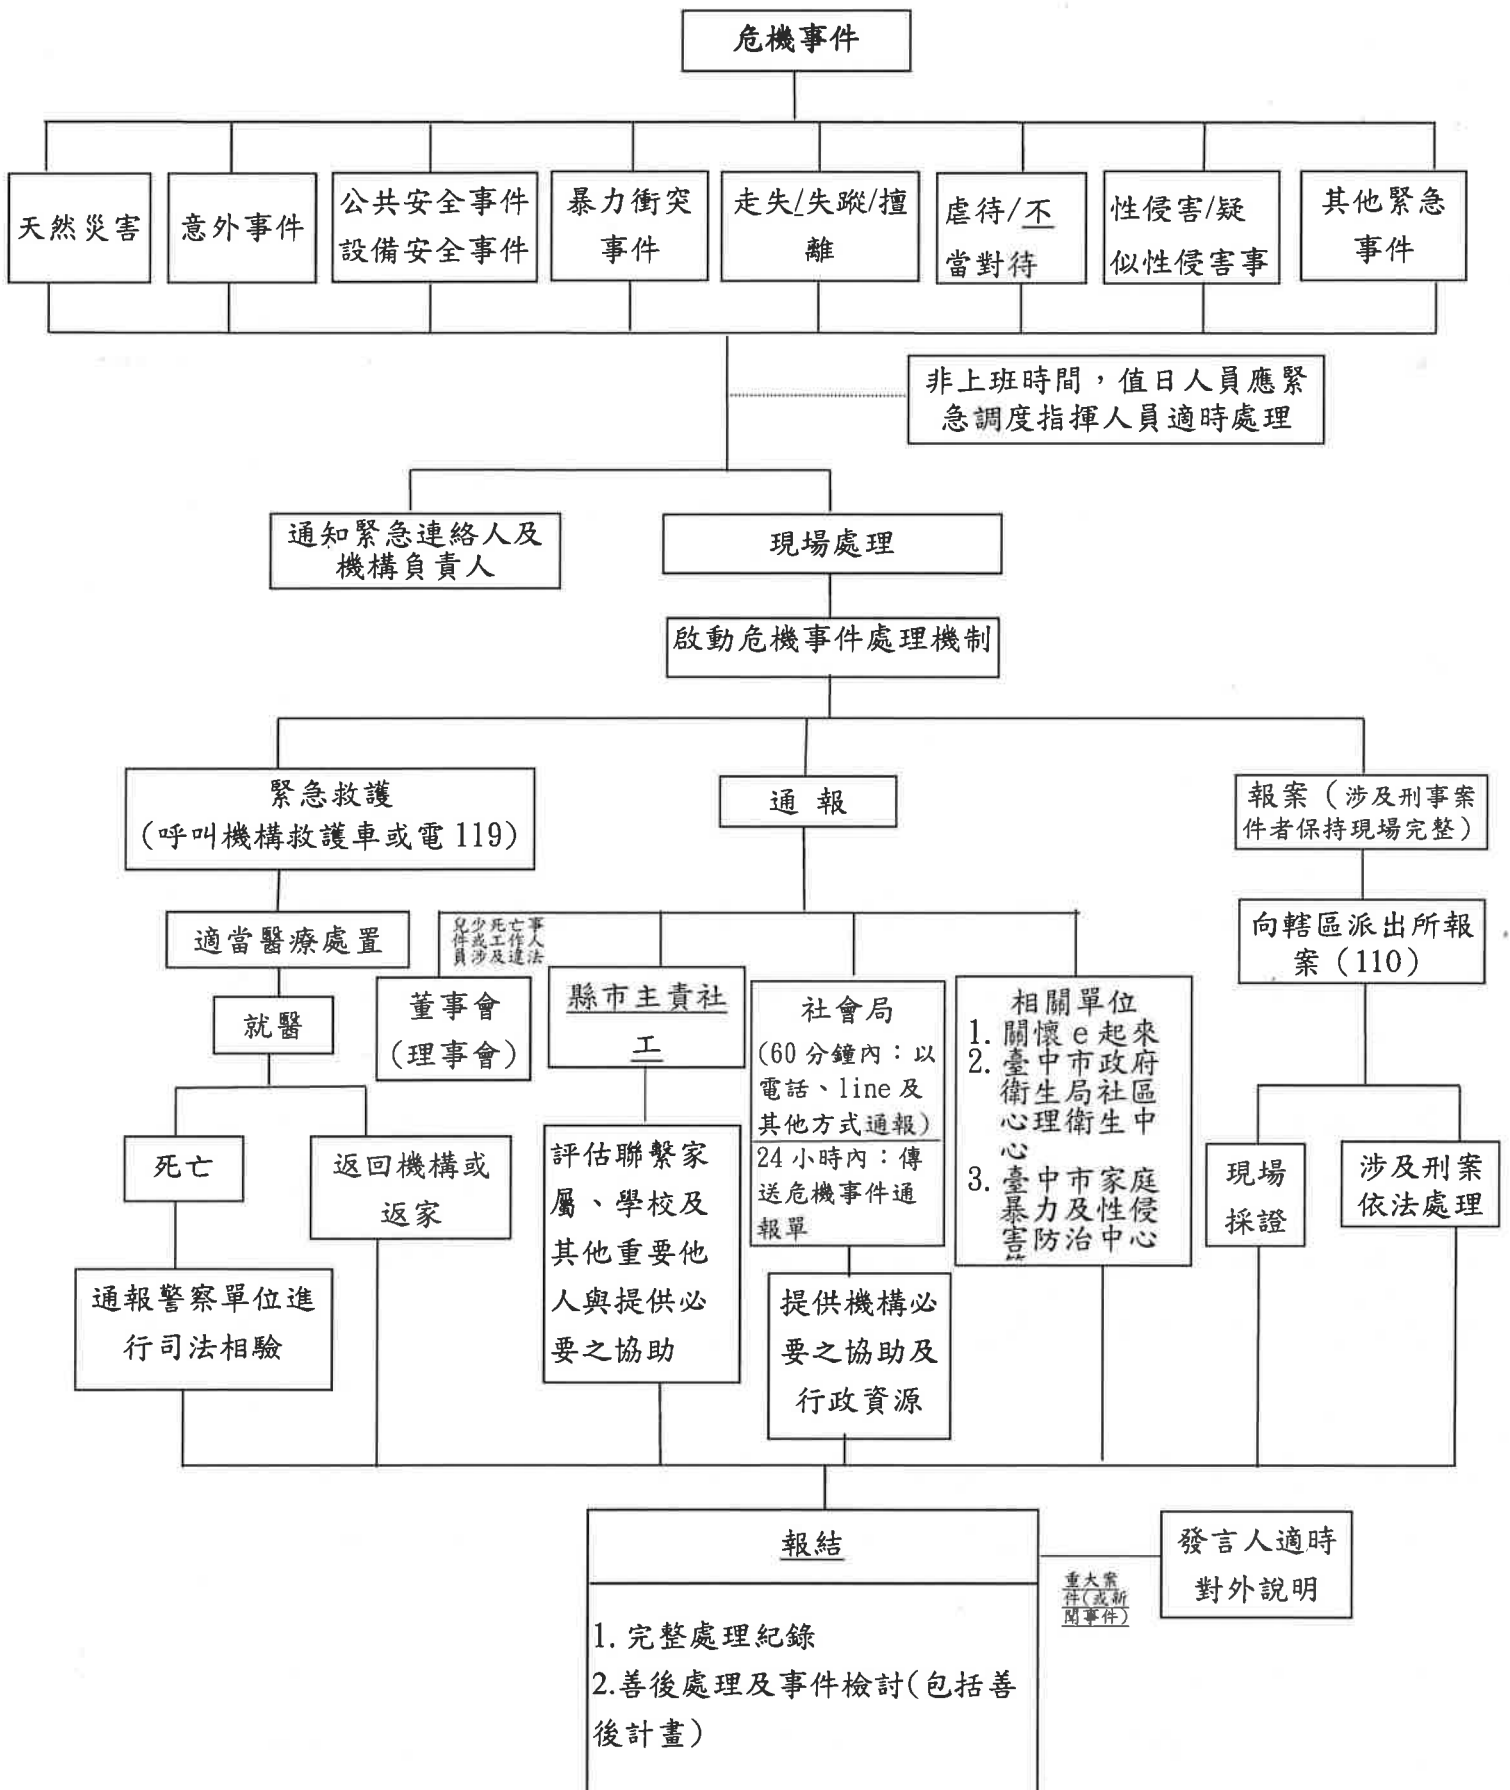 危機事件
天然災害
意外事件
公共安全事件
設備安全事件
暴力衝突
事件
走失/失蹤/擅
離
虐待/不
當對待
性侵害/疑
似性侵害事
其他緊急
事件
非上班時間，值日人員應緊
急調度指揮人員適時處理
通知緊急連絡人及
機構負責人
現場處理
啟動危機事件處理機制
緊急救護
(呼叫機構救護車或電 119)
通 報
報案（涉及刑事案
件者保持現場完整）
適當醫療處置
就醫
死亡
返回機構或
返家
通報警察單位進
行司法相驗
兒少死亡事
件或工作人
員涉及違法
董事會
(理事會)
縣市主責社
工
評估聯繫家
屬、學校及
其他重要他
人與提供必
要之協助
社會局
(60 分鐘內：以
電話、line 及
其他方式通報)
24 小時內：傳
送危機事件通
報單
提供機構必
要之協助及
行政資源
相關單位
1. 關懷 e 起來
2. 臺中市政府
衛生局社區
心理衛生中
心
3. 臺中市家庭
暴力及性侵
害防治中心
向轄區派出所報
案（110）
現場
採證
涉及刑案
依法處理
報結
1. 完整處理紀錄
2.善後處理及事件檢討(包括善
後計畫)
重大案
件(或新
聞事件)
發言人適時
對外說明